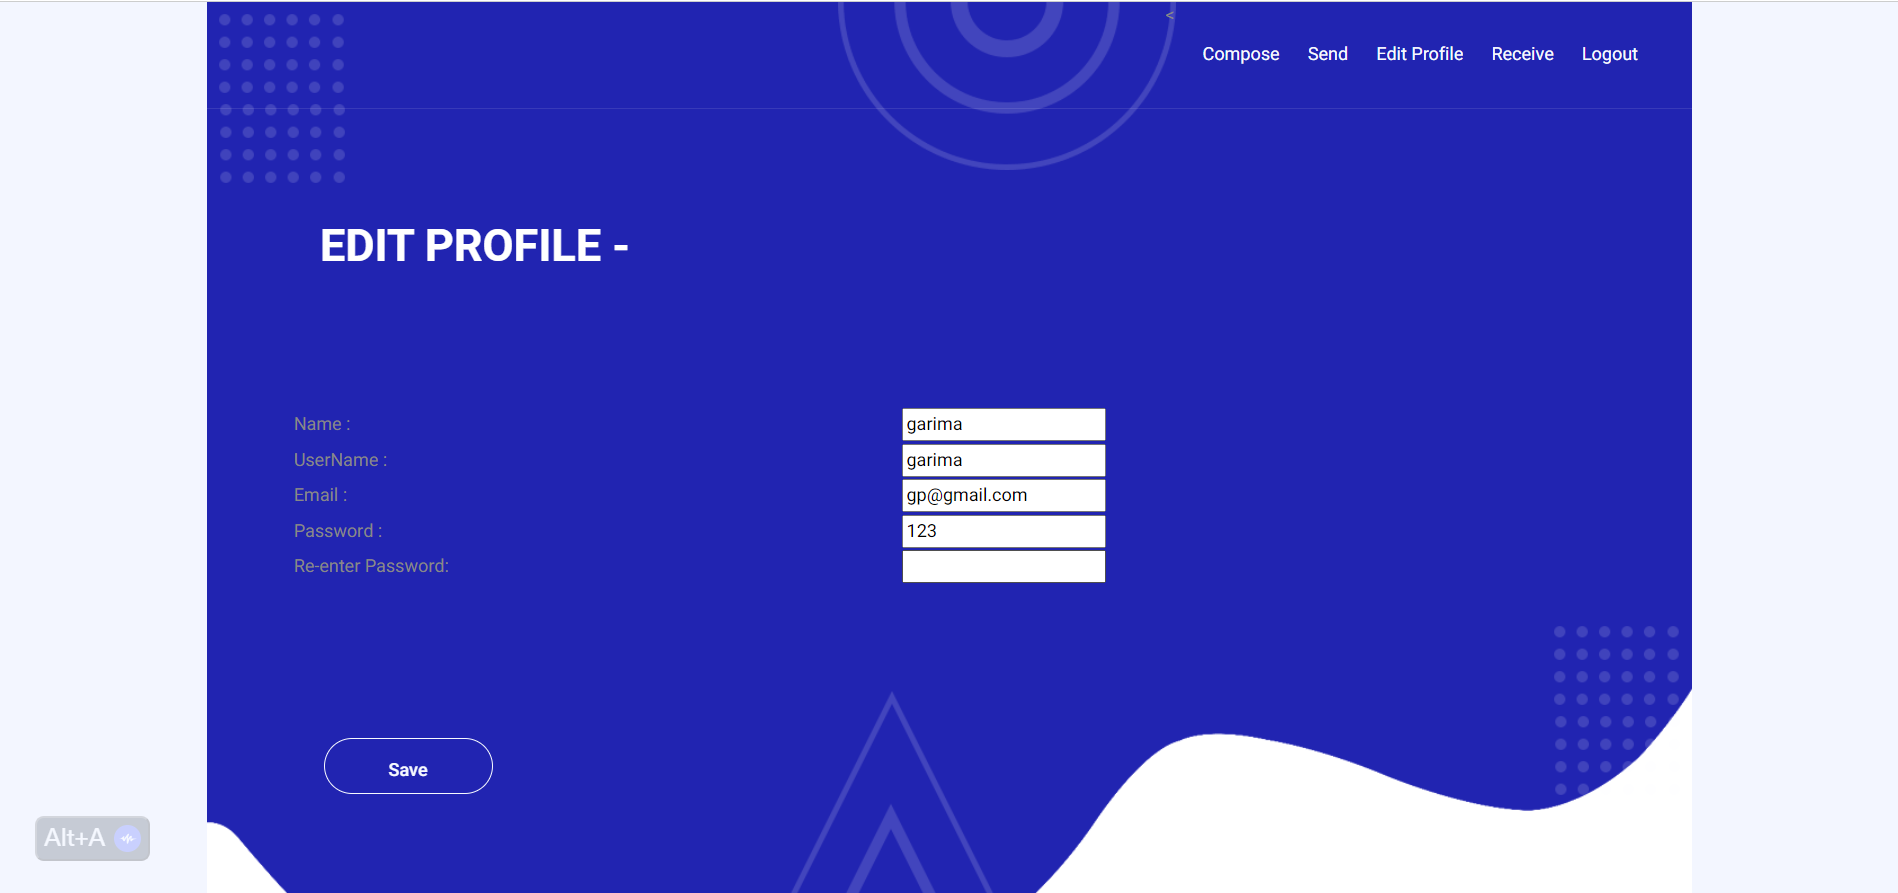 <
Compose Send Edit Profile Receive Logout
EDIT PROFILE -
Name : garima
UserName : garima
Email : gp@gmail.com
Password : 123
Re-enter Password:
Save
Alt+A